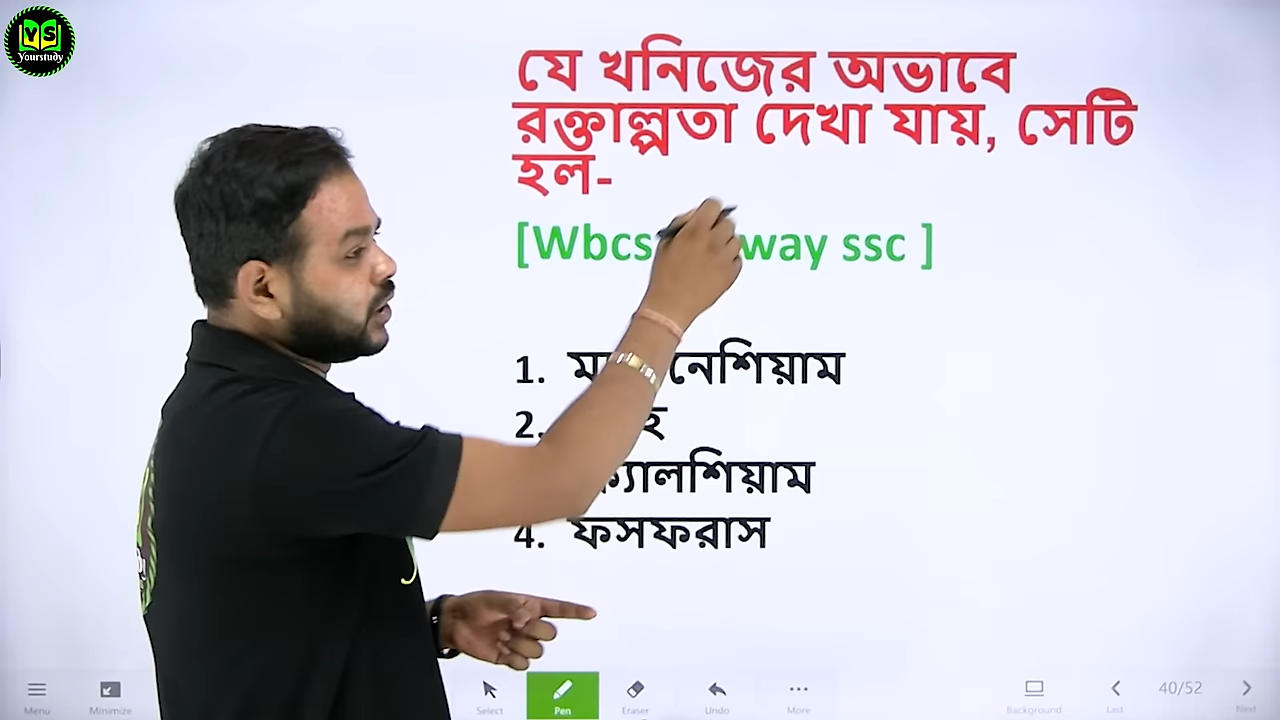 YS
Yourstudy
যে খনিজের অভাবে
রক্তাল্পতা দেখা যায়, সেটি
হল-
[Wbcs way ssc ]
1. নেশিয়াম
2.
ক্যালশিয়াম
4. ফসফরাস
Menu
Minimize
Select
Pen
Eraser
Undo
More
Background
Last
40/52
Next